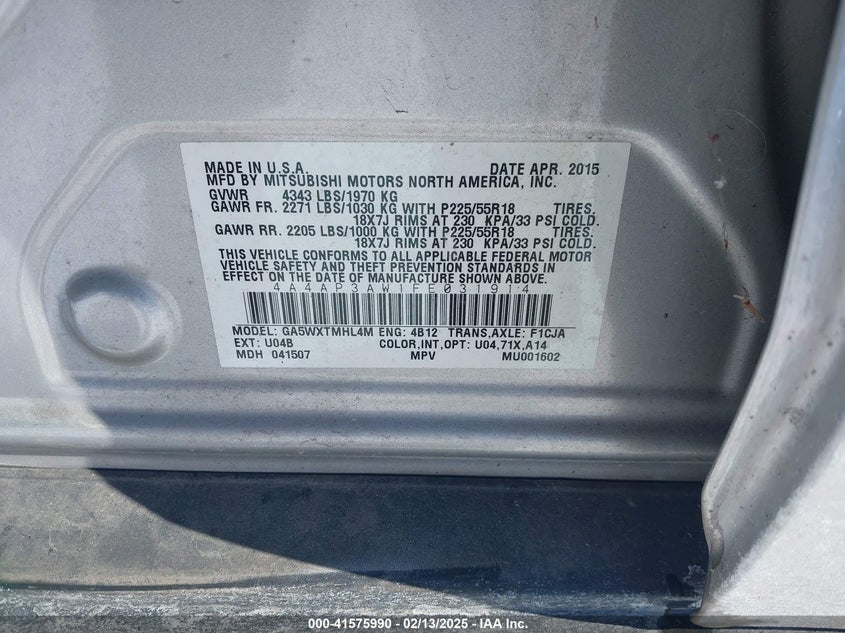 MADE IN U.S.A. DATE APR. 2015
MFD BY MITSUBISHI MOTORS NORTH AMERICA, INC.
GVWR 4343 LBS/1970 KG
GAWR FR. 2271 LBS/1030 KG WITH P225/55R18 TIRES.
18X7J RIMS AT 230 KPA/33 PSI COLD.
GAWR RR. 2205 LBS/1000 KG WITH P225/55R18 TIRES.
18X7J RIMS AT 230 KPA/33 PSI COLD.
THIS VEHICLE CONFORMS TO ALL APPLICABLE FEDERAL MOTOR
VEHICLE SAFETY AND THEFT PREVENTION STANDARDS IN
EFFECT ON THE DATE OF MANUFACTURE SHOWN ABOVE.
4A4AP3AW1FE031914
MODEL: GA5WXTMHL4M ENG: 4B12 TRANS,AXLE: F1CJA
EXT: U04B COLOR,INT,OPT: U04,71X,A14
MDH 041507 MPV MU001602
000-41575990 - 02/13/2025 - IAA Inc.